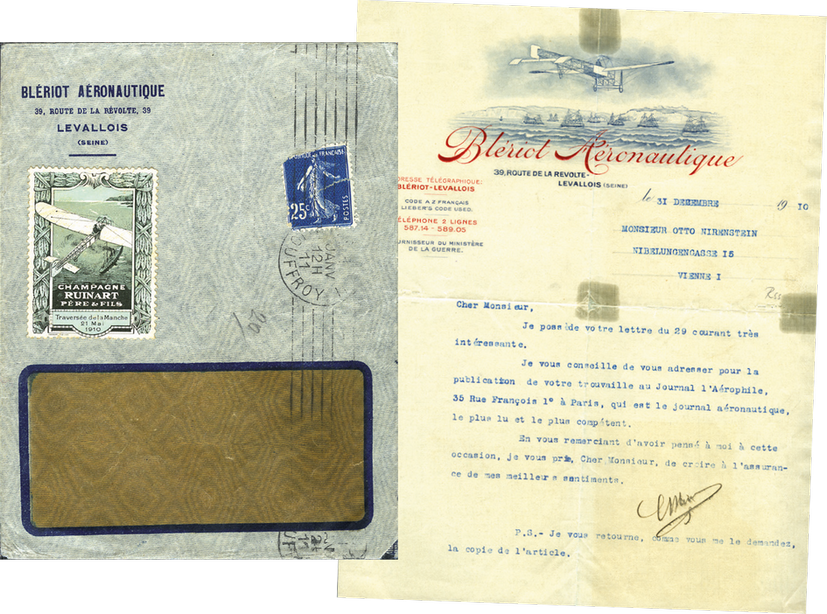 BLÉRIOT AÉRONAUTIQUE
39, ROUTE DE LA RÉVOLTE, 39
LEVALLOIS
(SEINE)
25c
POSTES
CHAMPAGNE
RUINART
PÈRE & FILS
Traversée de la Manche
21 Mai
1910
JANV
12H
11
JOUFFROY
20
Blériot Aéronautique
39, ROUTE DE LA REVOLTE-
LEVALLOIS (SEINE)
ADRESSE TÉLÉGRAPHIQUE:
BLÉRIOT-LEVALLOIS
CODE A.Z. FRANÇAIS
LIEBER'S CODE USED.
TÉLÉPHONE 2 LIGNES
587.14 - 589.05
FOURNISSEUR DU MINISTÈRE
DE LA GUERRE.
le 31 DEZEMBRE 19 10
MONSIEUR OTTO NIRENSTEIN
NIBELUNGENGASSE 15
VIENNE I
Cher Monsieur,
Je possède votre lettre du 29 courant très
intéressante.
Je vous conseille de vous adresser pour la
publication de votre trouvaille au Journal l'Aérophile,
35 Rue François 1° à Paris, qui est le journal aéronautique,
le plus lu et le plus compétent.
En vous remerciant d'avoir pensé à moi à cette
occasion, je vous prie, Cher Monsieur, de croire à l'assuran-
ce de mes meilleurs sentiments.
P.S.- Je vous retourne, comme vous me le demandez,
la copie de l'article.